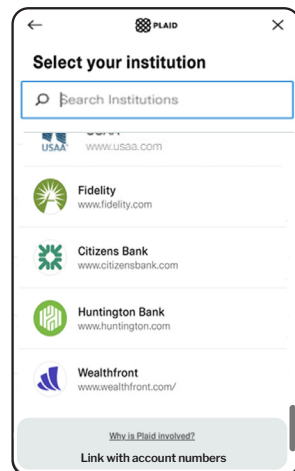 PLAID
Select your institution
Search Institutions
USAA
www.usaa.com
Fidelity
www.fidelity.com
Citizens Bank
www.citizensbank.com
Huntington Bank
www.huntington.com
Wealthfront
www.wealthfront.com/
Why is Plaid involved?
Link with account numbers